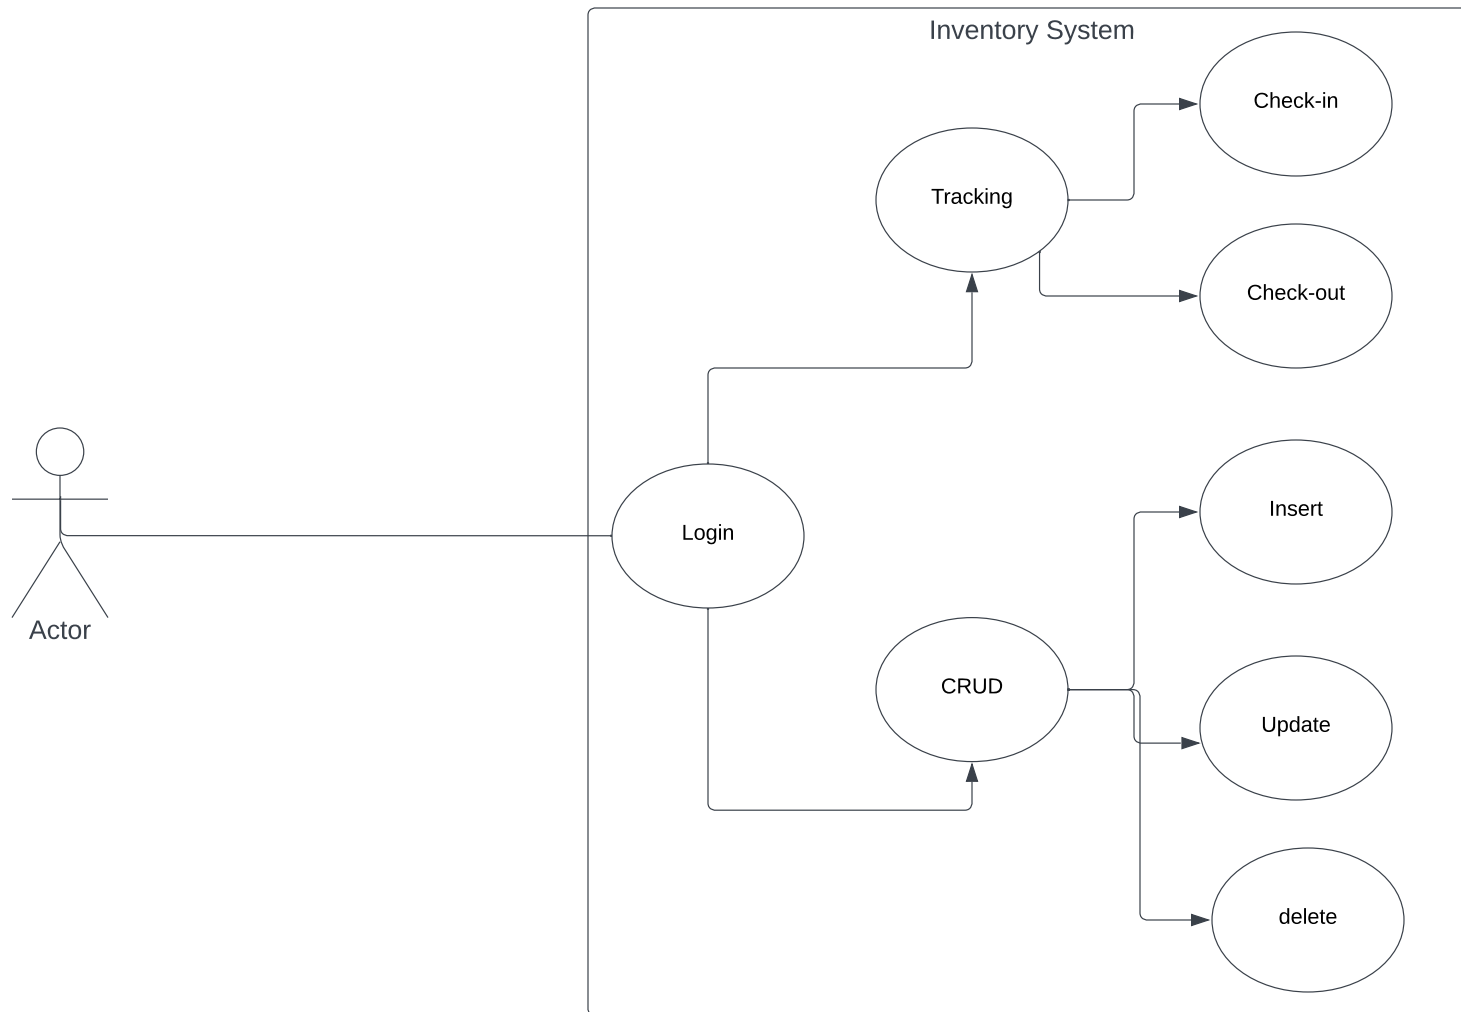 Inventory System
Check-in
Tracking
Check-out
Actor
Login
Insert
CRUD
Update
delete